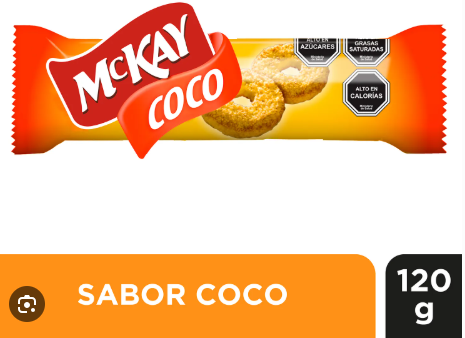 McKAY
COCO
ALTO EN
AZÚCARES
GRASAS
SATURADAS
ALTO EN
CALORÍAS
SABOR COCO
120
g